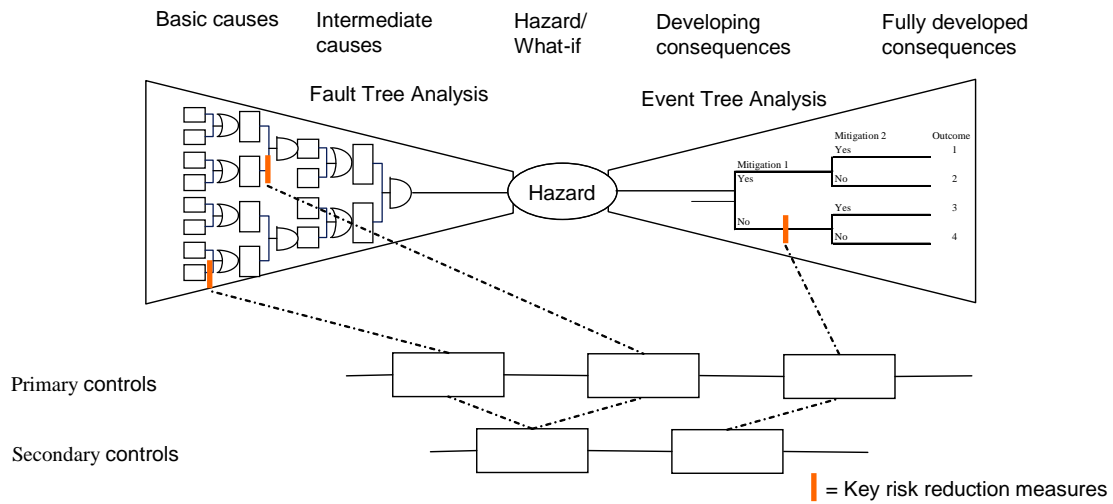 Basic causes
Intermediate
causes
Hazard/
What-if
Developing
consequences
Fully developed
consequences
Fault Tree Analysis
Event Tree Analysis
Mitigation 2
Outcome
Yes
1
Mitigation 1
Yes
No
2
Hazard
No
Yes
3
No
4
Primary controls
Secondary controls
= Key risk reduction measures